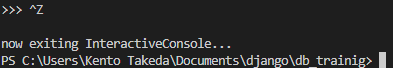 >>> ^Z
now exiting InteractiveConsole...
PS C:\Users\Kento Takeda\Documents\django\db_trainig>